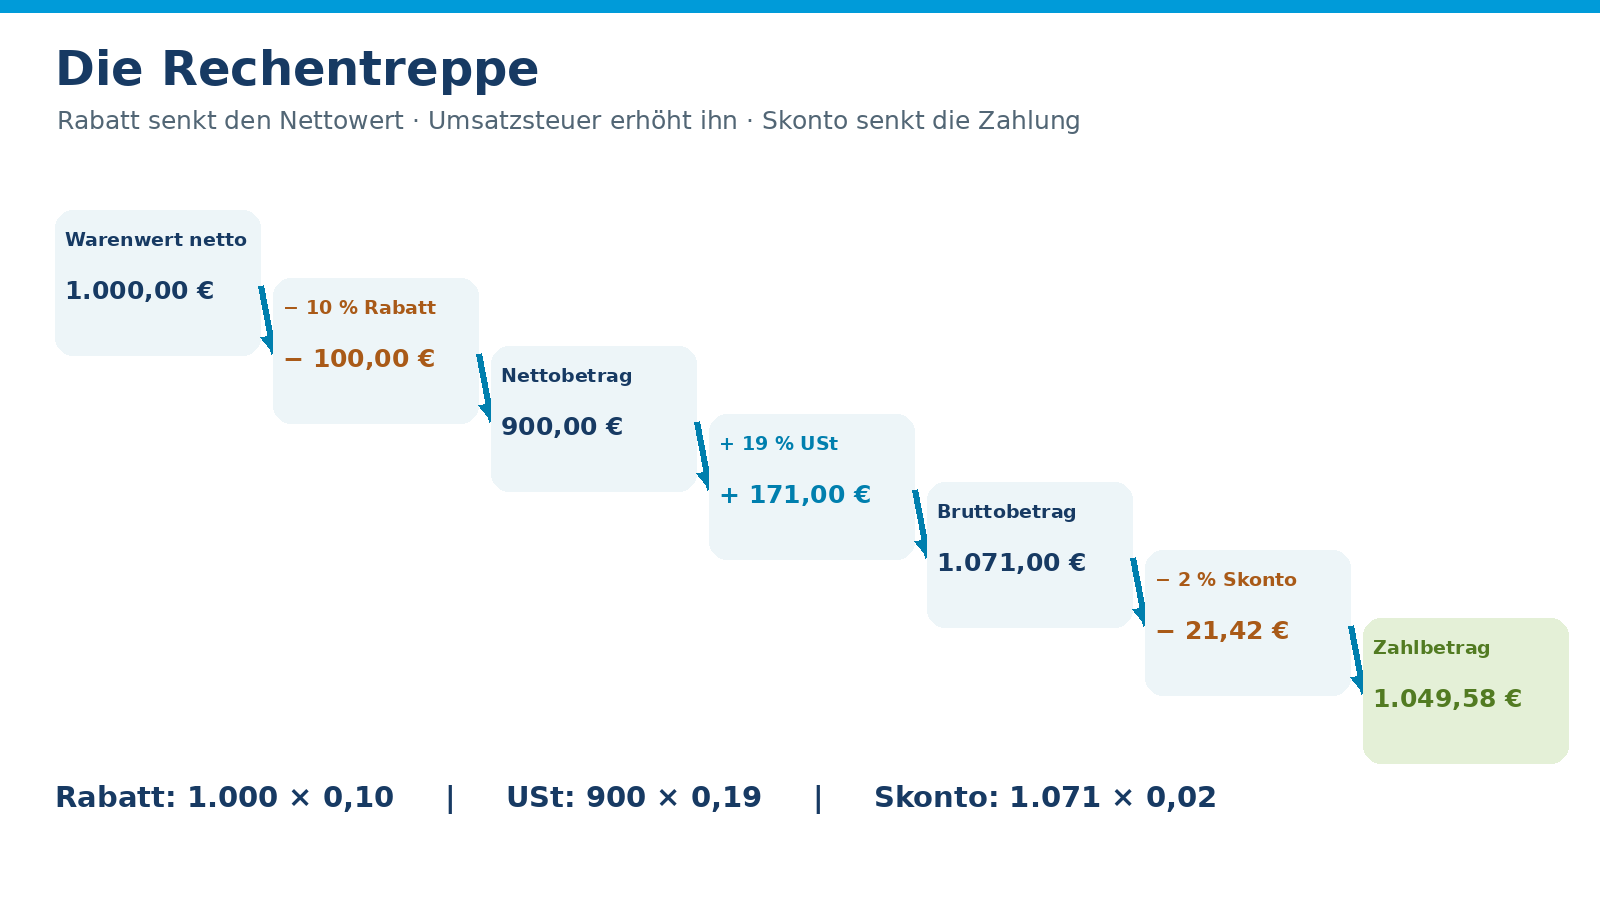 Die Rechentreppe
Rabatt senkt den Nettowert · Umsatzsteuer erhöht ihn · Skonto senkt die Zahlung
Warenwert netto
1.000,00 €
− 10 % Rabatt
− 100,00 €
Nettobetrag
900,00 €
+ 19 % USt
+ 171,00 €
Bruttobetrag
1.071,00 €
− 2 % Skonto
− 21,42 €
Zahlbetrag
1.049,58 €
Rabatt: 1.000 × 0,10 | USt: 900 × 0,19 | Skonto: 1.071 × 0,02